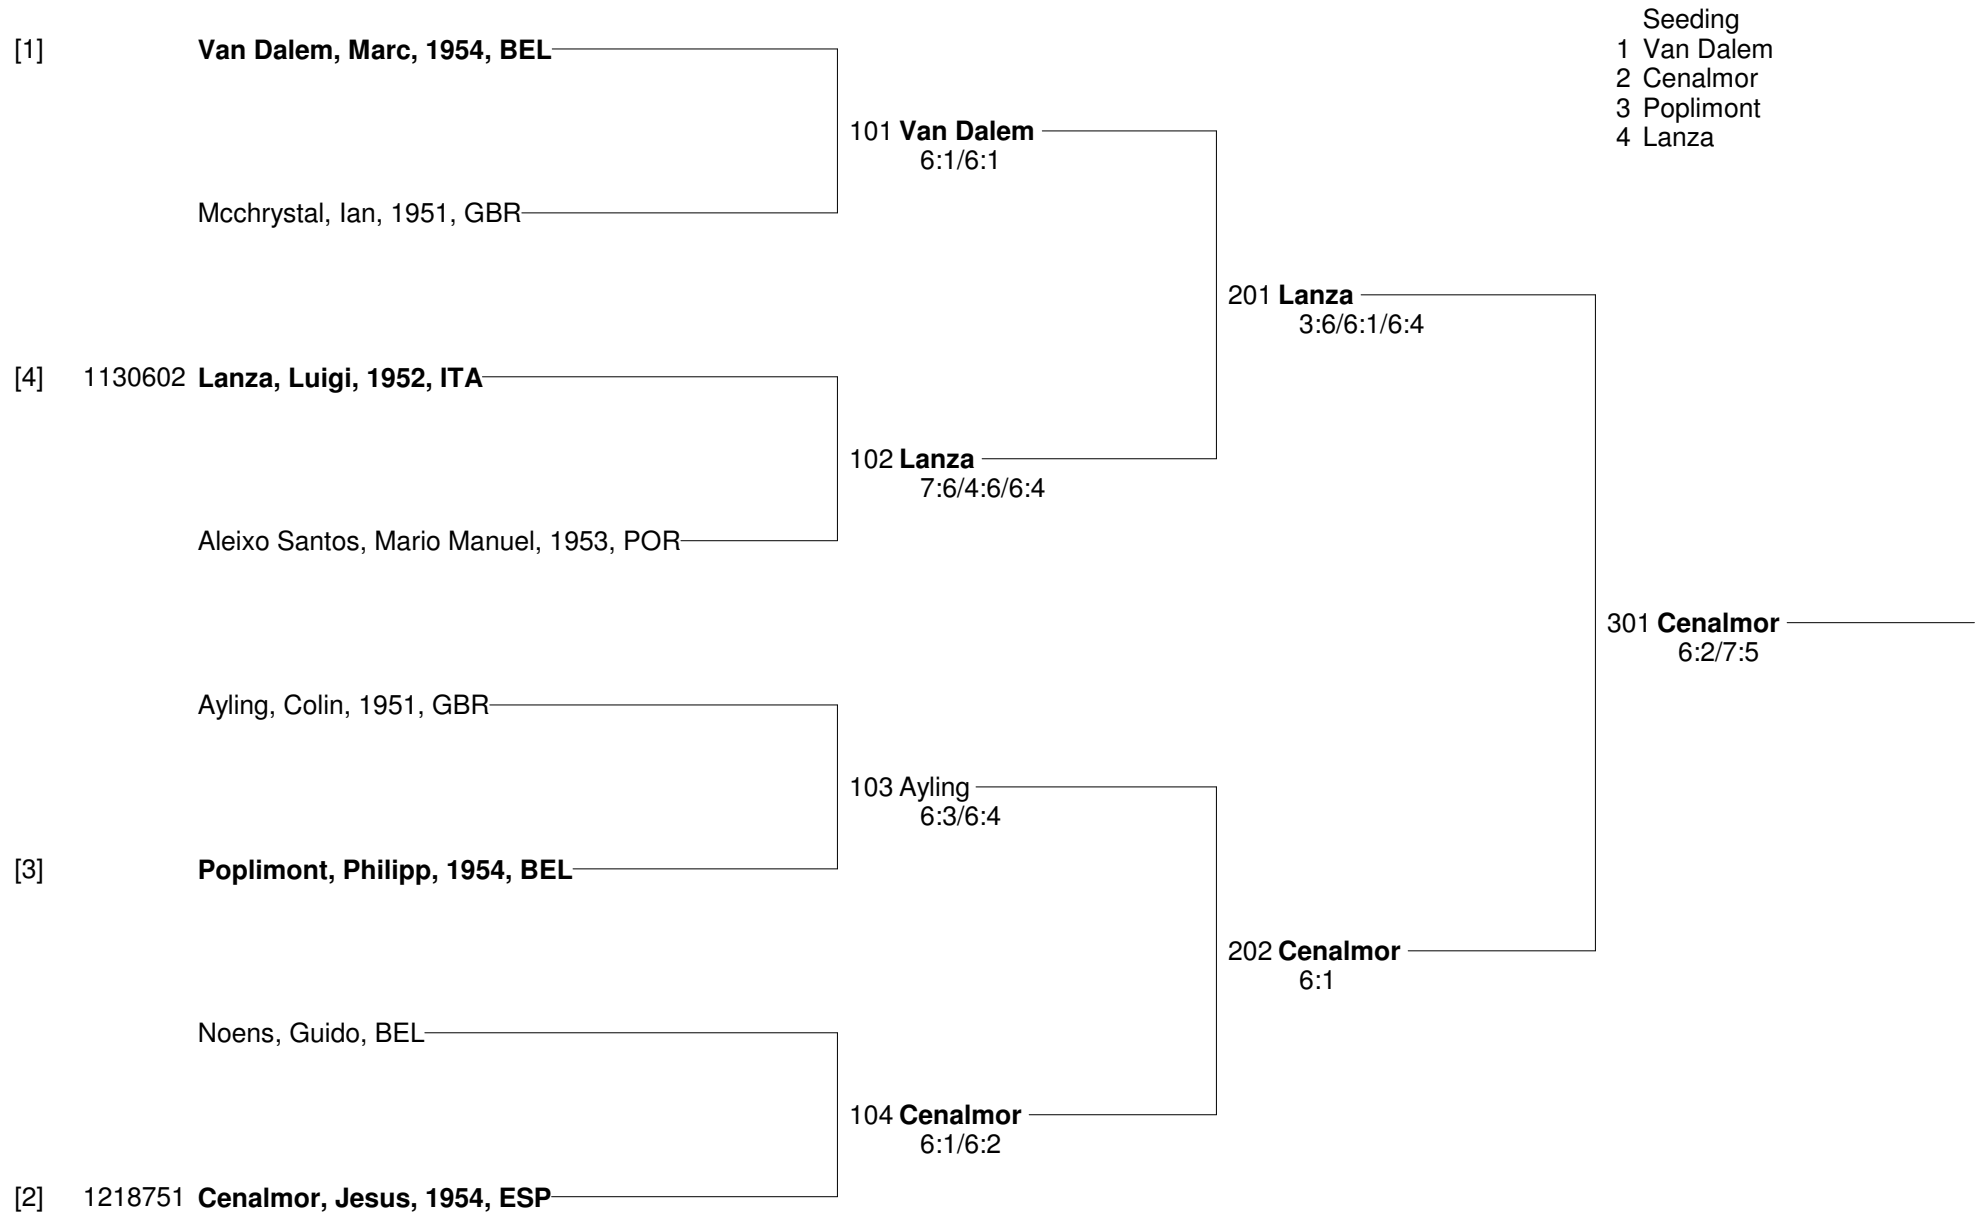 Seeding
1 Van Dalem
2 Cenalmor
3 Poplimont
4 Lanza
[1] Van Dalem, Marc, 1954, BEL
101 Van Dalem
6:1/6:1
Mcchrystal, Ian, 1951, GBR
201 Lanza
3:6/6:1/6:4
[4] 1130602 Lanza, Luigi, 1952, ITA
102 Lanza
7:6/4:6/6:4
Aleixo Santos, Mario Manuel, 1953, POR
301 Cenalmor
6:2/7:5
Ayling, Colin, 1951, GBR
103 Ayling
6:3/6:4
[3] Poplimont, Philipp, 1954, BEL
202 Cenalmor
6:1
Noens, Guido, BEL
104 Cenalmor
6:1/6:2
[2] 1218751 Cenalmor, Jesus, 1954, ESP